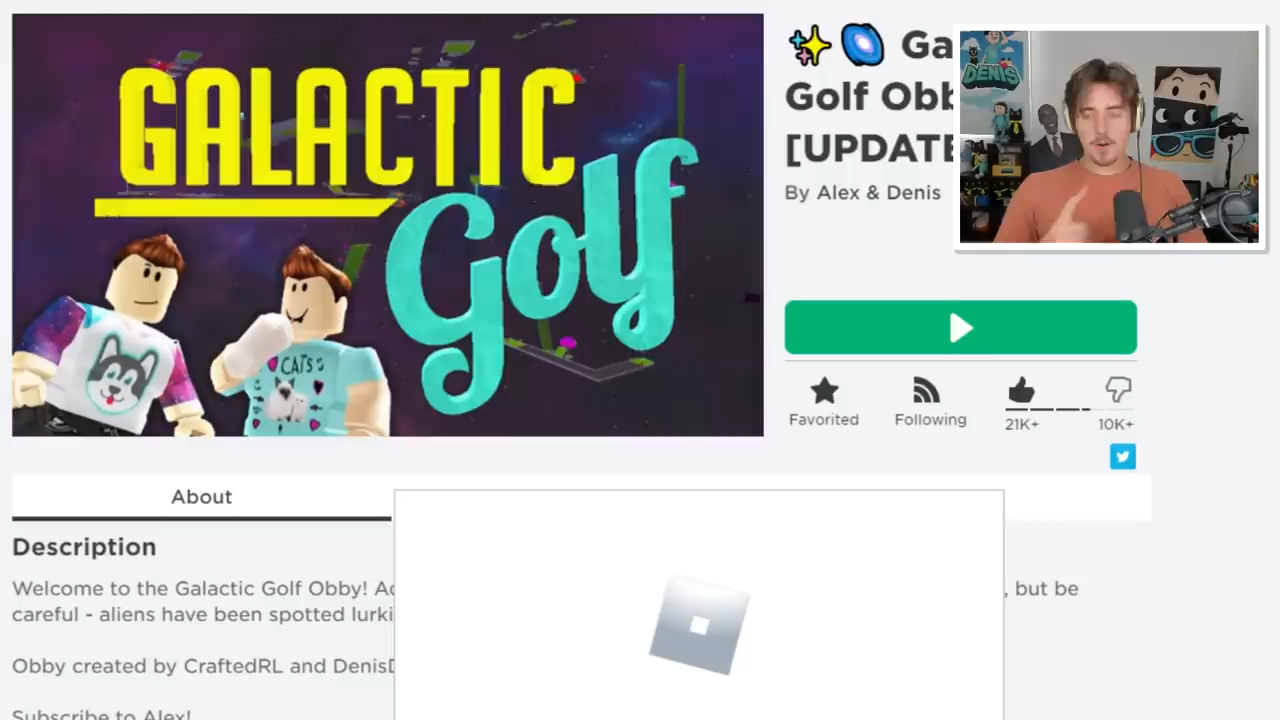 GALACTIC
Golf
CATS
Ga
Golf Obb
[UPDATE
By Alex & Denis
DENIS
Favorited
Following
21K+
10K+
About
Description
Welcome to the Galactic Golf Obby! Ac , but be
careful - aliens have been spotted lurki
Obby created by CraftedRL and DenisD
Subscribe to Alex!